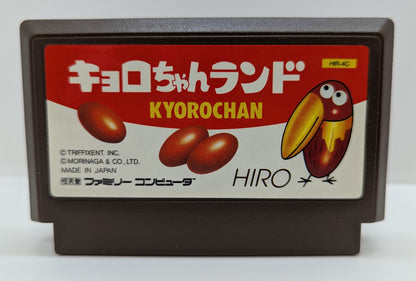 HIR-4C
キョロちゃんランド
KYOROCHAN
©TRIFFIXENT, INC.
©MORINAGA & CO., LTD.
MADE IN JAPAN
ファミリー コンピュータ
HIRO